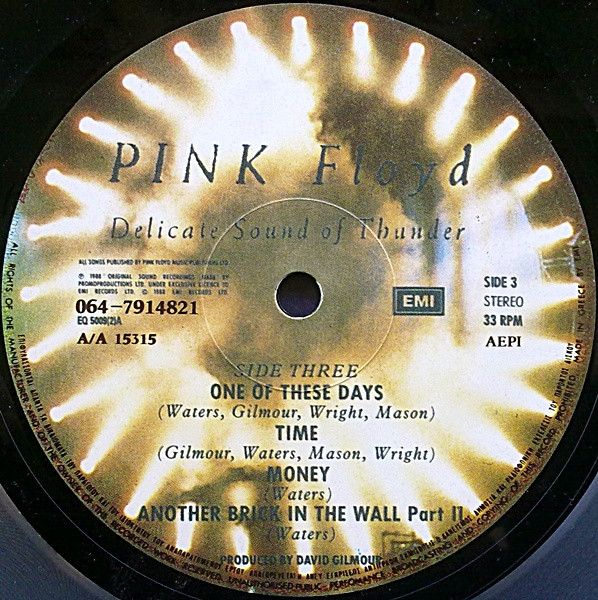 PINK Floyd
Delicate Sound of Thunder
ALL SONGS PUBLISHED BY PINK FLOYD MUSIC PUBLISHERS LTD.
℗ 1988 ORIGINAL SOUND RECORDINGS MADE BY
PROMOPRODUCTIONS LTD. UNDER EXCLUSIVE LICENCE TO
EMI RECORDS LTD. © 1988 EMI RECORDS LTD.
064-7914821
EQ 5009(2)A
A/A 15315
EMI
SIDE 3
STEREO
33 RPM
AEPI
SIDE THREE
ONE OF THESE DAYS
(Waters, Gilmour, Wright, Mason)
TIME
(Gilmour, Waters, Mason, Wright)
MONEY
(Waters)
ANOTHER BRICK IN THE WALL Part II
(Waters)
PRODUCED BY DAVID GILMOUR
ALL RIGHTS OF THE MANUFACTURER AND OF THE OWNER OF THE RECORDED WORK RESERVED UNAUTHORISED PUBLIC PERFOMANCE BROADCASTING AND COPYING OF THIS RECORD PROHIBITED. MADE IN GREECE BY EMI